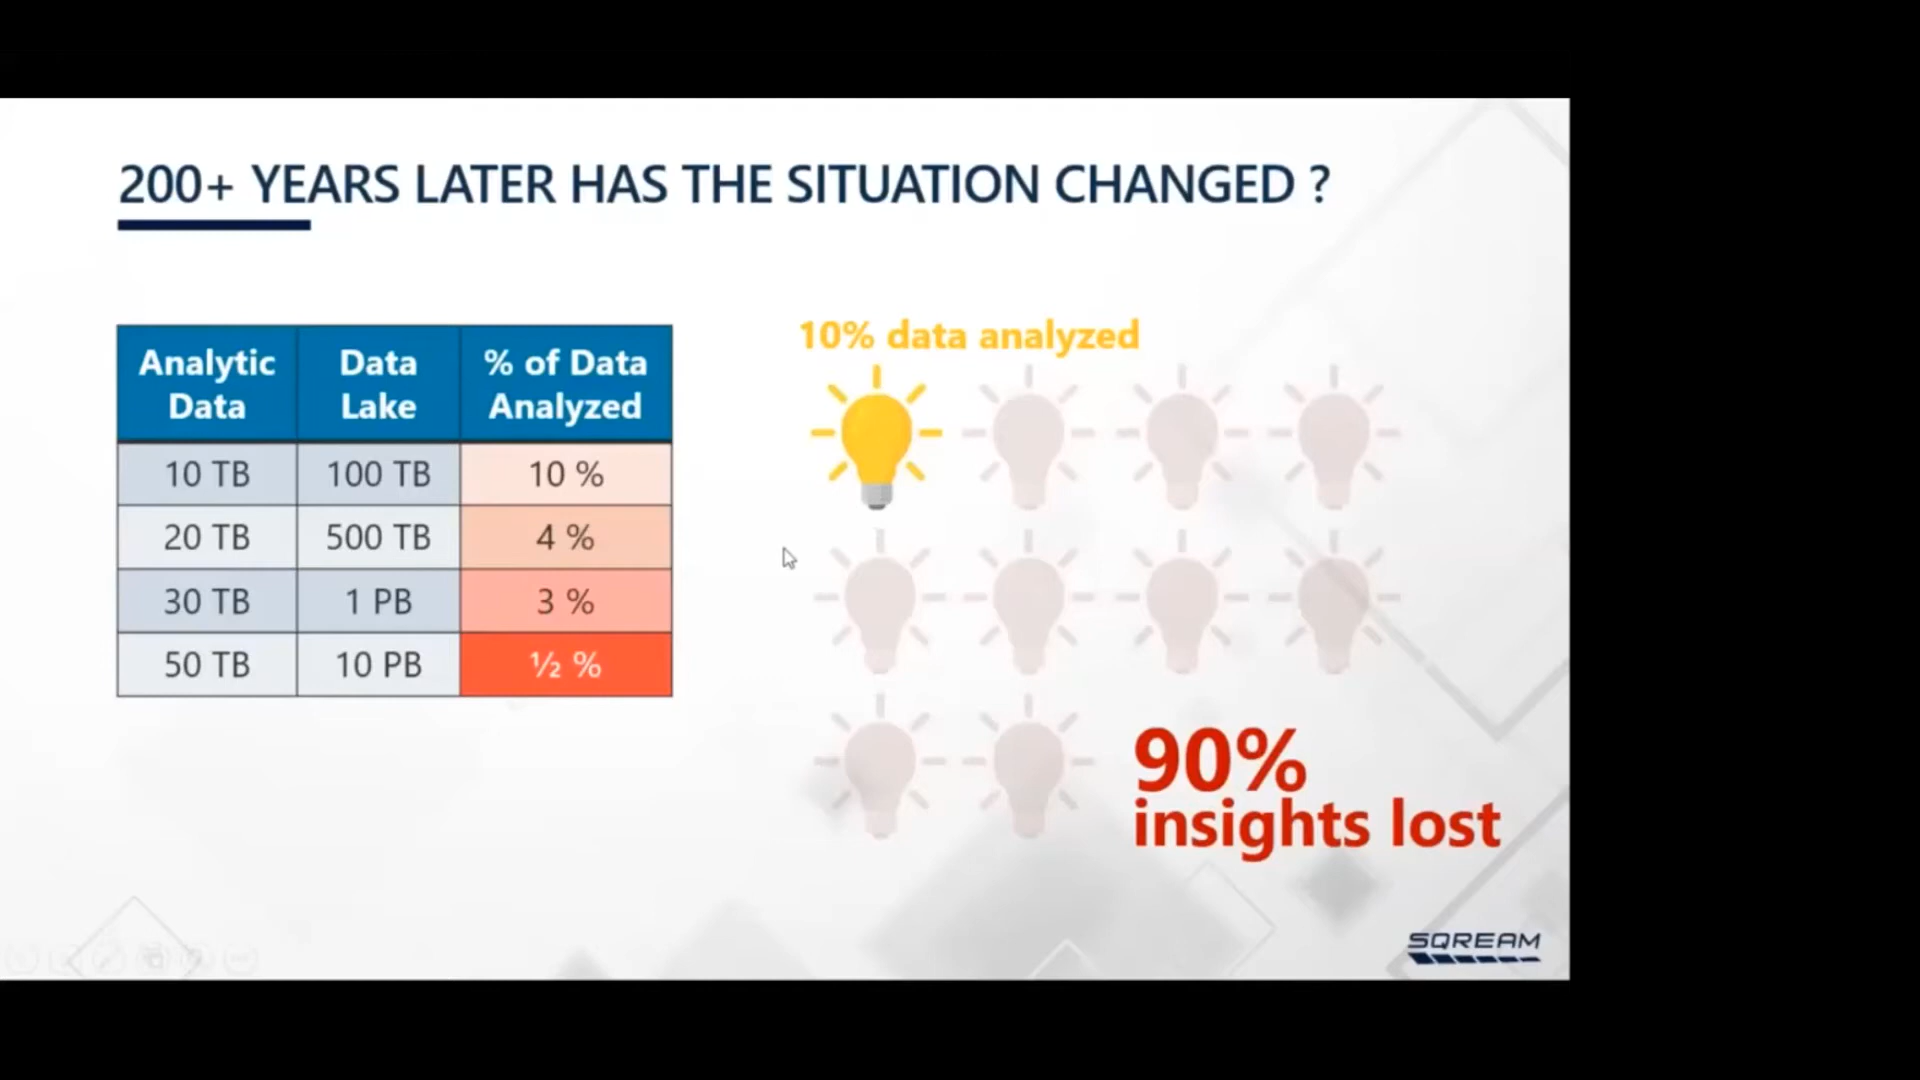 200+ YEARS LATER HAS THE SITUATION CHANGED ?
Analytic Data | Data Lake | % of Data Analyzed
10 TB | 100 TB | 10 %
20 TB | 500 TB | 4 %
30 TB | 1 PB | 3 %
50 TB | 10 PB | ½ %
10% data analyzed
90%
insights lost
SQREAM